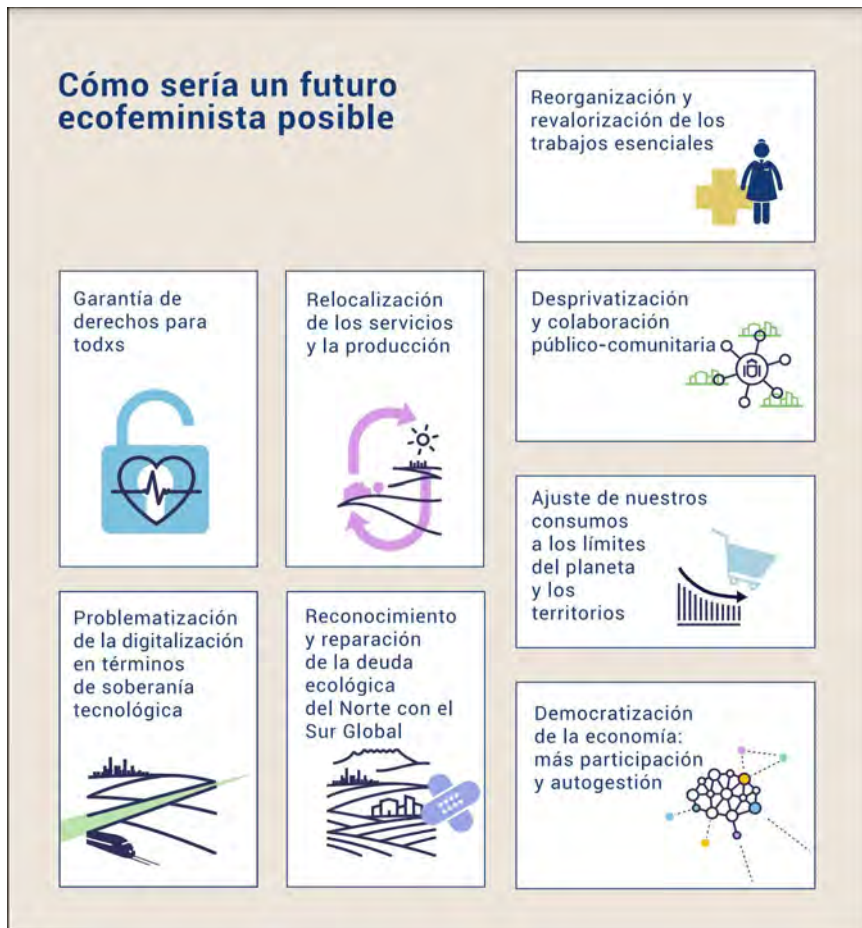 Cómo sería un futuro
ecofeminista posible
Reorganización y
revalorización de los
trabajos esenciales
Garantía de
derechos para
todxs
Relocalización
de los servicios
y la producción
Desprivatización
y colaboración
público-comunitaria
Ajuste de nuestros
consumos
a los límites
del planeta
y los
territorios
Problematización
de la digitalización
en términos
de soberanía
tecnológica
Reconocimiento
y reparación
de la deuda
ecológica
del Norte con el
Sur Global
Democratización
de la economía:
más participación
y autogestión